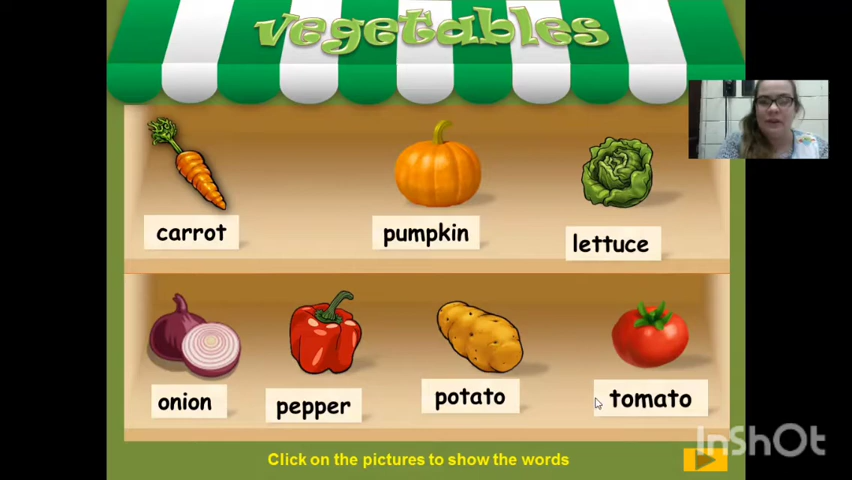 vegetables
carrot
pumpkin
lettuce
onion
pepper
potato
tomato
Click on the pictures to show the words
InShOt